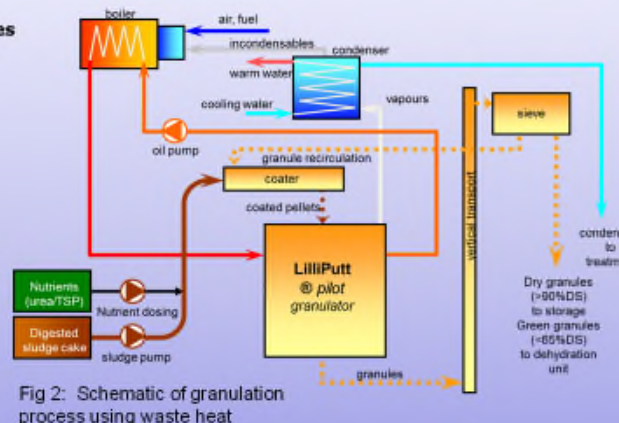 es
boiler
air, fuel
incondensables
condenser
warm water
cooling water
vapours
sieve
oil pump
granule recirculation
coater
coated pellets
vertical transport
LilliPutt
® pilot
granulator
condens
to
treatm
Nutrients
(urea/TSP)
Nutrient dosing
Digested
sludge cake
sludge pump
granules
Dry granules
(>90%DS)
to storage
Green granules
(<65%DS)
to dehydration
unit
Fig 2: Schematic of granulation
process using waste heat